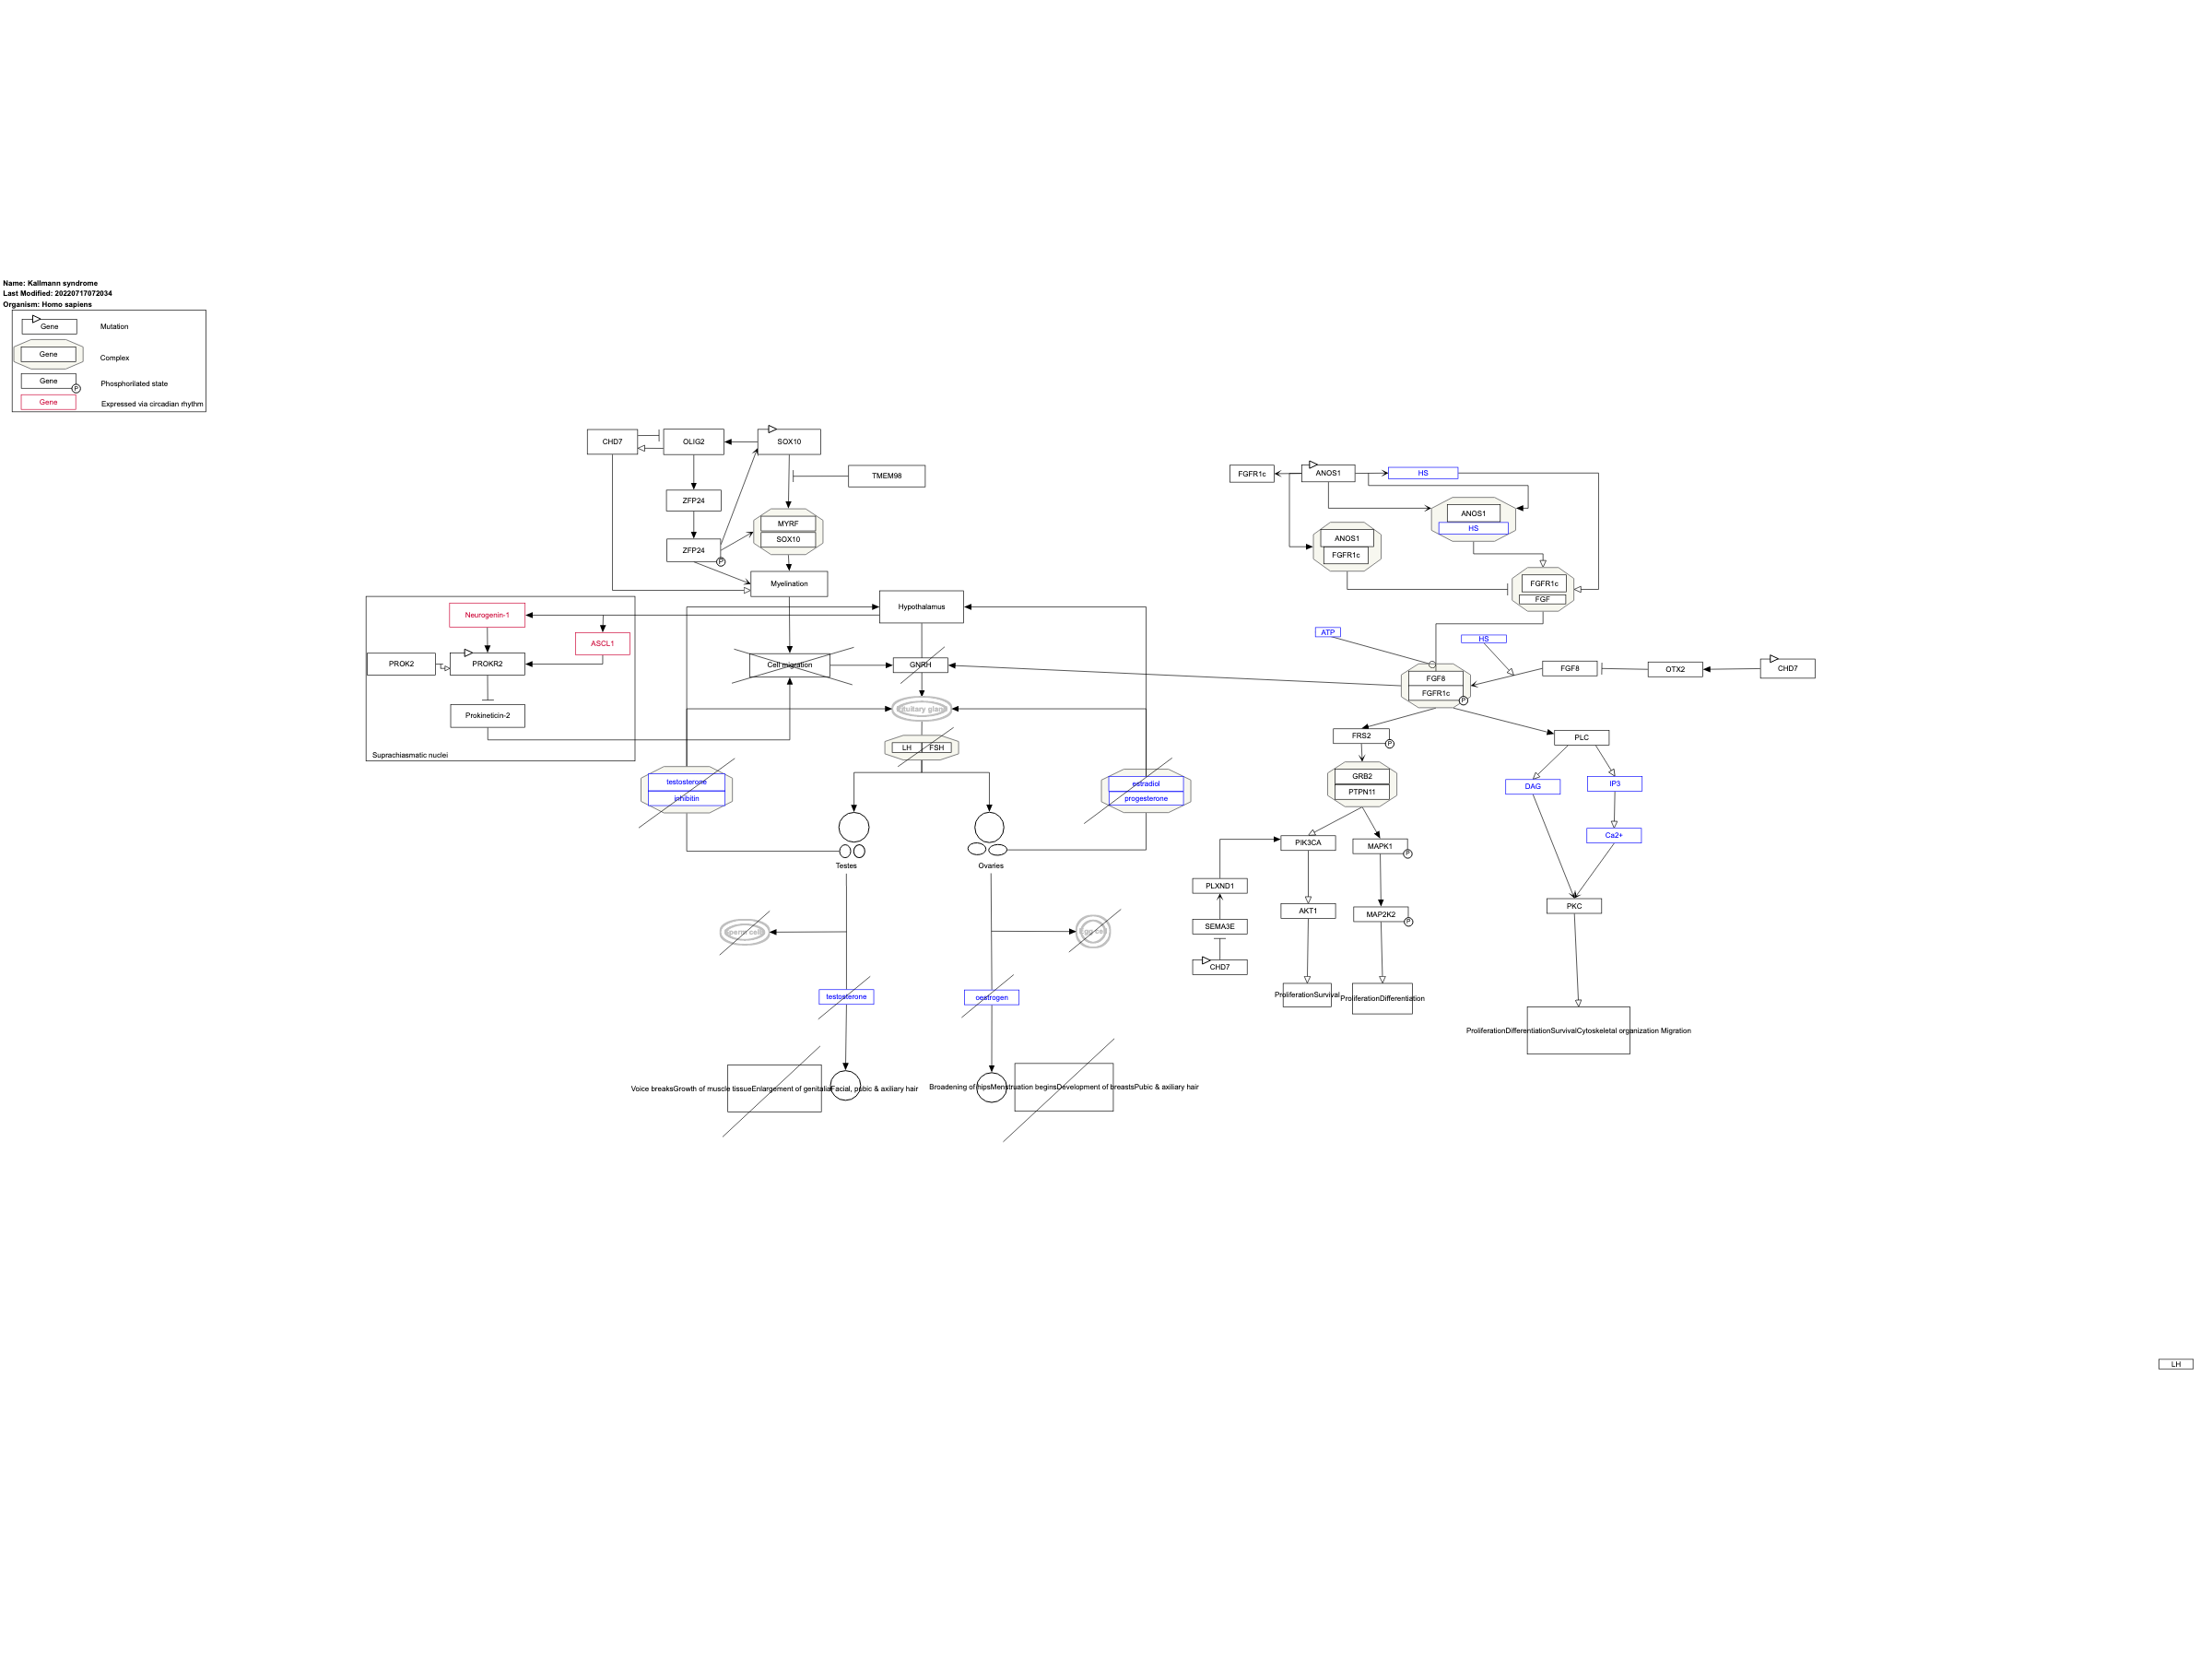 Name: Kallmann syndrome
Last Modified: 20220717072034
Organism: Homo sapiens
Gene
Mutation
Gene
Complex
Gene
P
Phosphorilated state
Gene
Expressed via circadian rhythm
CHD7
OLIG2
SOX10
TMEM98
ZFP24
MYRF
SOX10
ZFP24
P
Myelination
FGFR1c
ANOS1
HS
ANOS1
HS
ANOS1
FGFR1c
FGFR1c
FGF
Neurogenin-1
ASCL1
PROK2
PROKR2
Prokineticin-2
Suprachiasmatic nuclei
Hypothalamus
Cell migration
GNRH
Pituitary gland
LH
FSH
testosterone
inhibitin
estradiol
progesterone
Testes
Ovaries
Sperm cells
Egg cell
testosterone
oestrogen
Voice breaksGrowth of muscle tissueEnlargement of genitaliaFacial, pubic & axiliary hair
Broadening of hipsMenstruation beginsDevelopment of breastsPubic & axiliary hair
ATP
HS
FGF8
FGFR1c
P
FGF8
OTX2
CHD7
FRS2
P
PLC
GRB2
PTPN11
DAG
IP3
Ca2+
PIK3CA
MAPK1
P
PLXND1
AKT1
MAP2K2
P
PKC
SEMA3E
CHD7
ProliferationSurvival
ProliferationDifferentiation
ProliferationDifferentiationSurvivalCytoskeletal organization Migration
LH